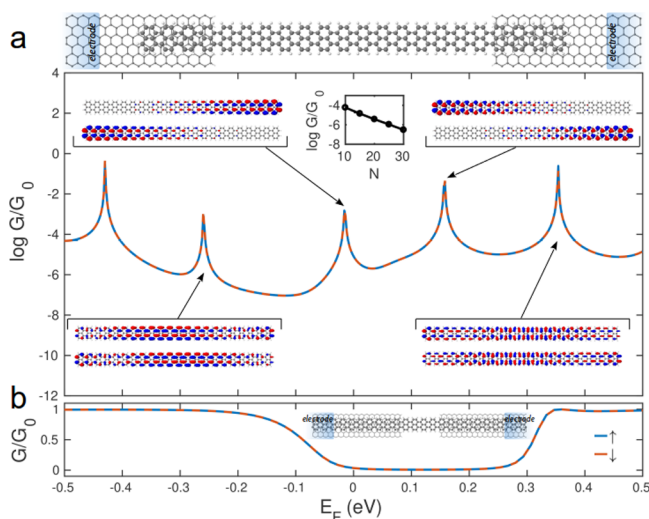 a
electrode
electrode
4
2
0
-2
-4
-6
-8
-10
-12
log G/G0
log G/G0
-4
-6
-8
10
20
30
N
b
G/G0
1
0.5
0
electrode
electrode
↑
↓
-0.5
-0.4
-0.3
-0.2
-0.1
0
0.1
0.2
0.3
0.4
0.5
EF (eV)